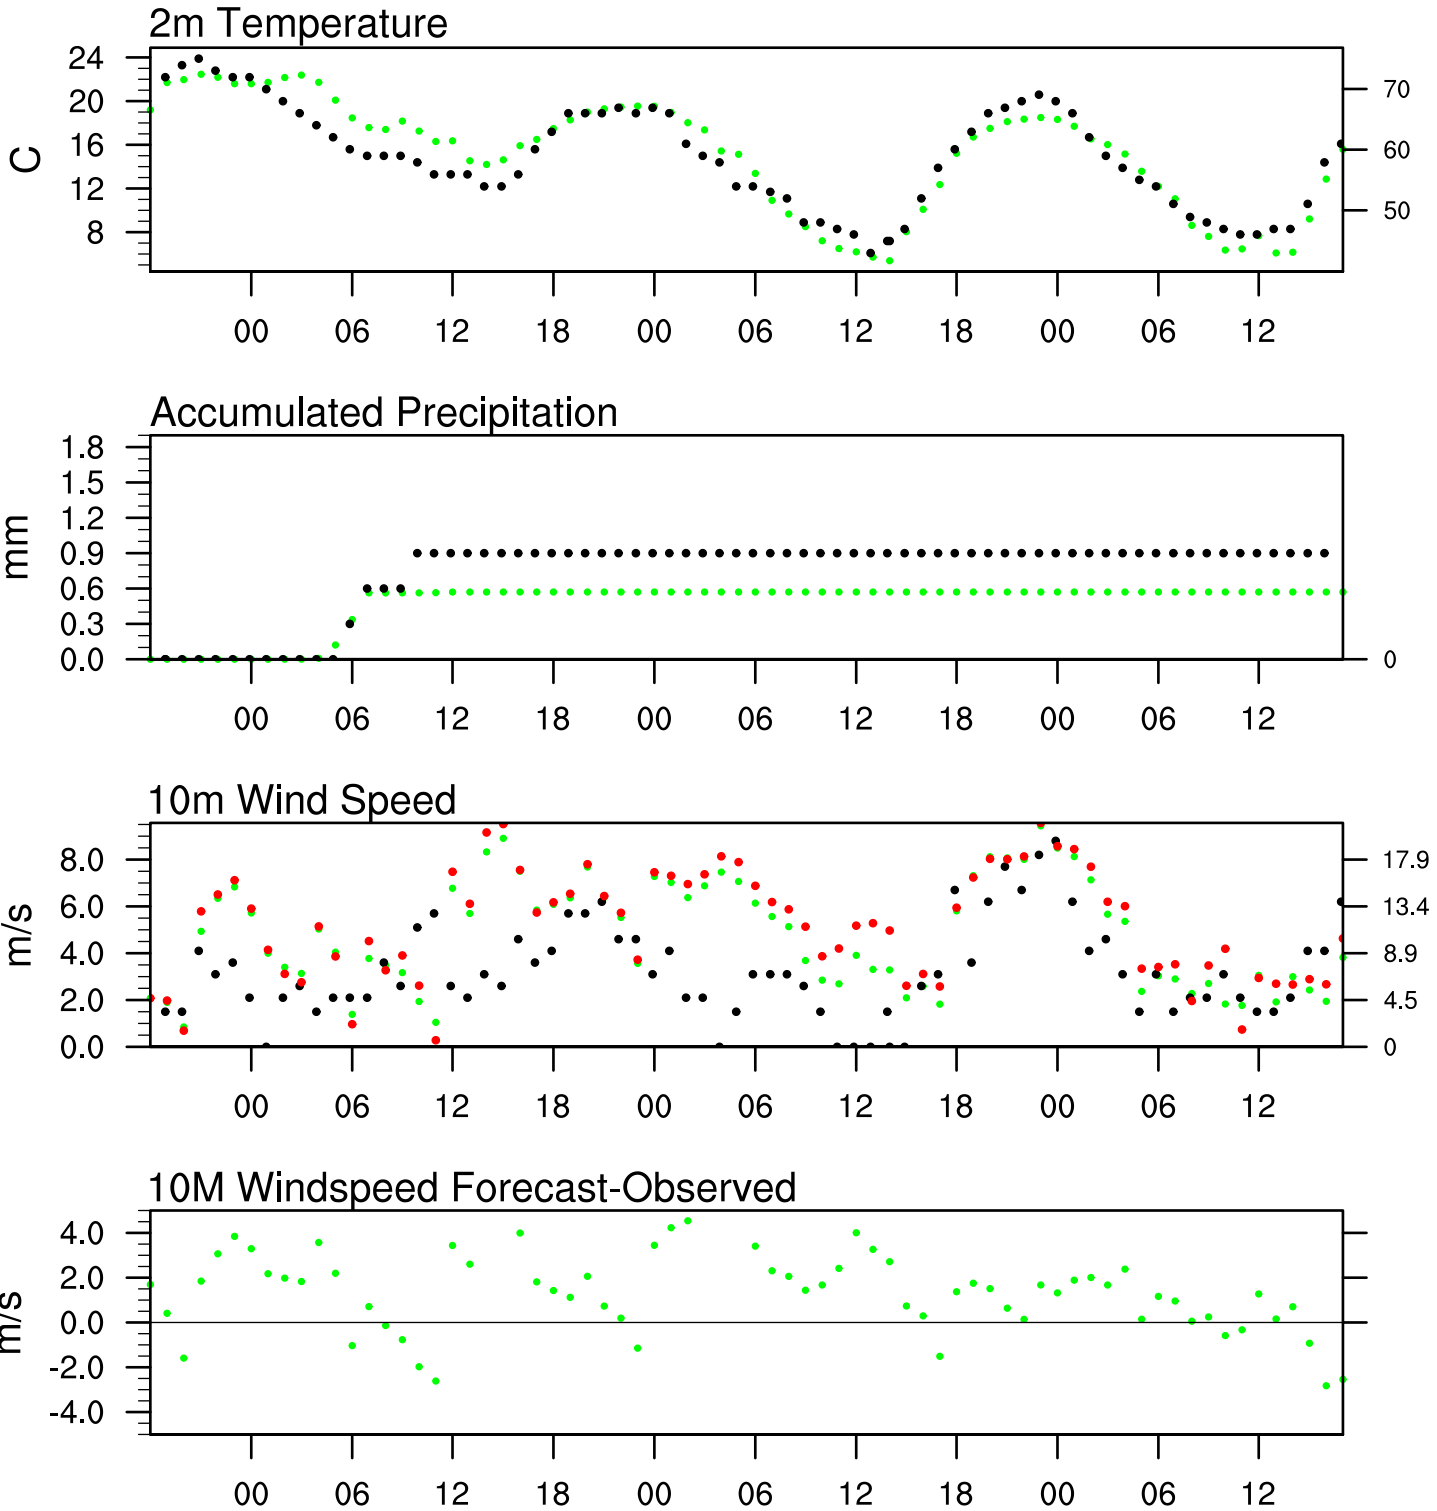 2m Temperature
24
20
16
12
8
C
70
60
50
00 06 12 18 00 06 12 18 00 06 12
Accumulated Precipitation
1.8
1.5
1.2
0.9
0.6
0.3
0.0
mm
0
00 06 12 18 00 06 12 18 00 06 12
10m Wind Speed
8.0
6.0
4.0
2.0
0.0
m/s
17.9
13.4
8.9
4.5
0
00 06 12 18 00 06 12 18 00 06 12
10M Windspeed Forecast-Observed
4.0
2.0
0.0
-2.0
-4.0
m/s
00 06 12 18 00 06 12 18 00 06 12